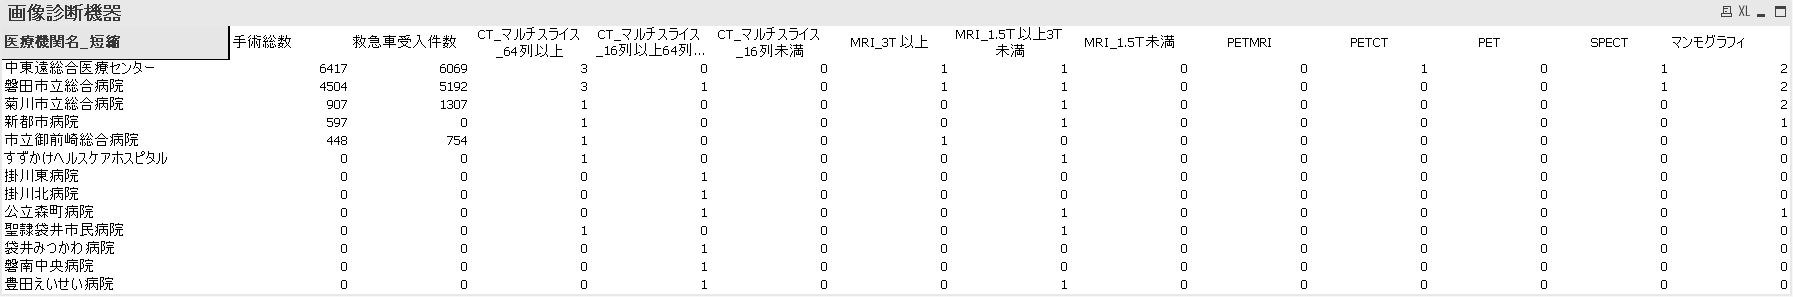 画像診断機器 XL
医療機関名_短縮 手術総数 救急車受入件数 CT_マルチスライス_64列以上 CT_マルチスライス_16列以上64列... CT_マルチスライス_16列未満 MRI_3T以上 MRI_1.5T以上3T未満 MRI_1.5T未満 PETMRI PETCT PET SPECT マンモグラフィ
中東遠総合医療センター 6417 6069 3 0 0 1 1 0 0 1 0 1 2
磐田市立総合病院 4504 5192 3 1 0 1 1 0 0 0 0 1 2
菊川市立総合病院 907 1307 1 0 0 0 1 0 0 0 0 0 2
新都市病院 597 0 1 0 0 0 1 0 0 0 0 0 1
市立御前崎総合病院 448 754 1 0 0 1 0 0 0 0 0 0 0
すずかけヘルスケアホスピタル 0 0 1 0 0 0 1 0 0 0 0 0 0
掛川東病院 0 0 0 1 0 0 0 0 0 0 0 0 0
掛川北病院 0 0 0 1 0 0 0 0 0 0 0 0 0
公立森町病院 0 0 0 1 0 0 1 0 0 0 0 0 1
聖隷袋井市民病院 0 0 1 0 0 0 1 0 0 0 0 0 0
袋井みつかわ病院 0 0 0 1 0 0 0 0 0 0 0 0 0
磐南中央病院 0 0 0 1 0 0 0 0 0 0 0 0 0
豊田えいせい病院 0 0 0 1 0 0 1 0 0 0 0 0 0